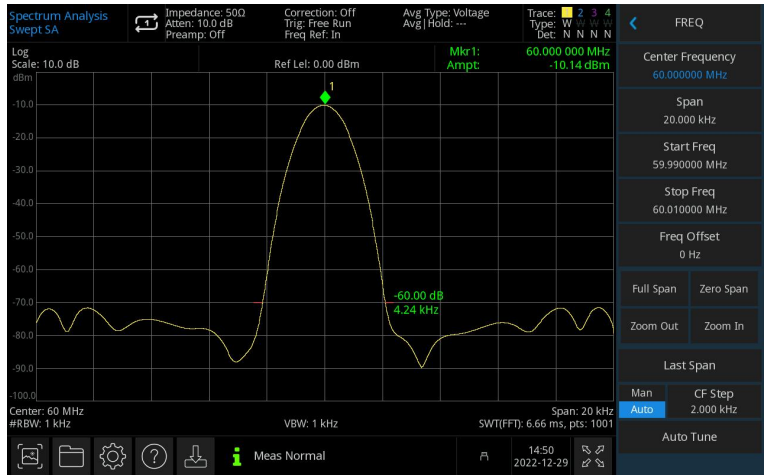 Spectrum Analysis
Swept SA
1
Impedance: 50Ω
Atten: 10.0 dB
Preamp: Off
Correction: Off
Trig: Free Run
Freq Ref: In
Avg Type: Voltage
Avg|Hold: ---
Trace: 1 2 3 4
Type: W W W W
Det: N N N N
Log
Scale: 10.0 dB
Ref Lel: 0.00 dBm
Mkr1: 60.000 000 MHz
Ampt: -10.14 dBm
dBm
1
-10.0
-20.0
-30.0
-40.0
-50.0
-60.0
-70.0
-80.0
-90.0
-100.0
-60.00 dB
4.24 kHz
Center: 60 MHz
#RBW: 1 kHz
VBW: 1 kHz
Span: 20 kHz
SWT(FFT): 6.66 ms, pts: 1001
Meas Normal
14:50
2022-12-29
FREQ
Center Frequency
60.000000 MHz
Span
20.000 kHz
Start Freq
59.990000 MHz
Stop Freq
60.010000 MHz
Freq Offset
0 Hz
Full Span
Zero Span
Zoom Out
Zoom In
Last Span
Man
Auto
CF Step
2.000 kHz
Auto Tune